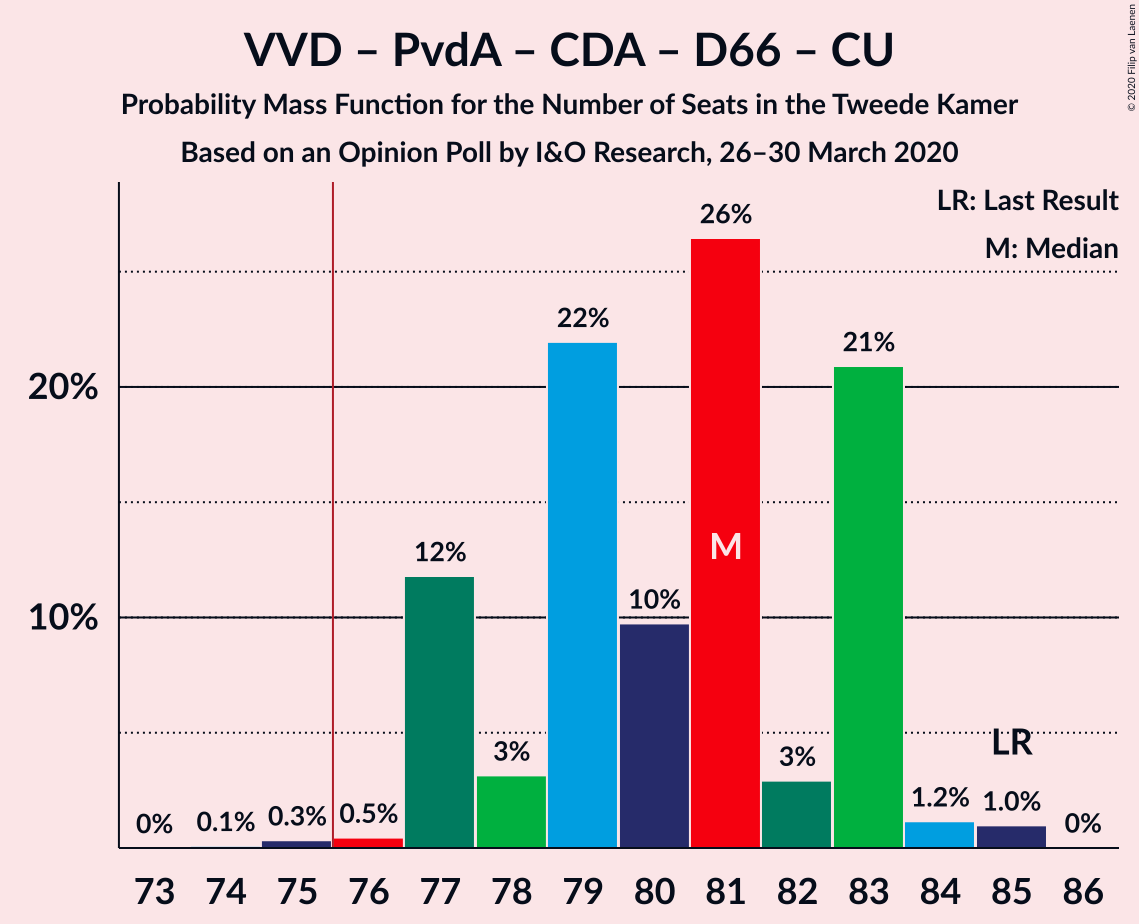 VVD – PvdA – CDA – D66 – CU
Probability Mass Function for the Number of Seats in the Tweede Kamer
Based on an Opinion Poll by I&O Research, 26–30 March 2020
© 2020 Filip van Laenen
LR: Last Result
M: Median
20%
10%
0%
0.1%
0.3%
0.5%
12%
3%
22%
10%
26%
M
3%
21%
1.2%
LR
1.0%
0%
73 74 75 76 77 78 79 80 81 82 83 84 85 86